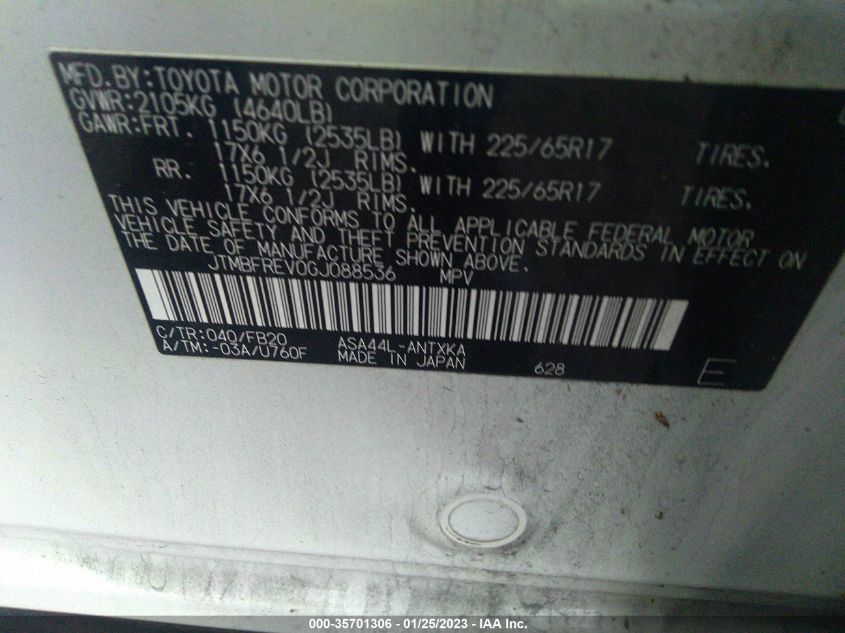 MFD.BY:TOYOTA MOTOR CORPORATION
GVWR:2105KG (4640LB)
GAWR:FRT. 1150KG (2535LB) WITH 225/65R17 TIRES.
17X6 1/2J RIMS.
RR. 1150KG (2535LB) WITH 225/65R17 TIRES.
17X6 1/2J RIMS.
THIS VEHICLE CONFORMS TO ALL APPLICABLE FEDERAL MOTOR
VEHICLE SAFETY AND THEFT PREVENTION STANDARDS IN EFFECT ON
THE DATE OF MANUFACTURE SHOWN ABOVE.
JTMBFREV0GJ088536 MPV
C/TR:040/FB20 ASA44L-ANTXKA
A/TM:-03A/U760F MADE IN JAPAN 628 E
000-35701306 - 01/25/2023 - IAA Inc.